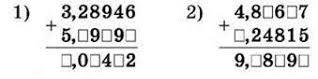 1) + 3,28946 2) + 4,8□6□7
5,□9□9□ □,24815
□,0□4□2 9,□8□9□